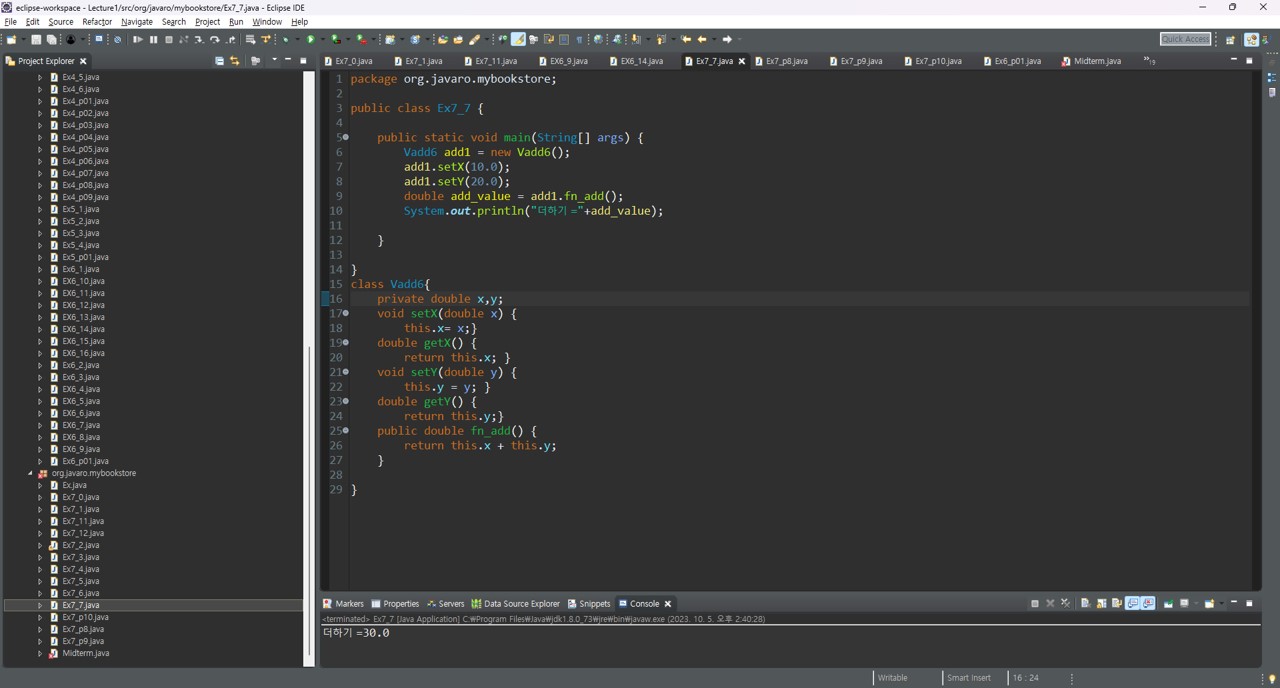 eclipse-workspace - Lecture1/src/org/javaro/mybookstore/Ex7_7.java - Eclipse IDE
File Edit Source Refactor Navigate Search Project Run Window Help
Quick Access
Project Explorer
Ex4_5.java
Ex4_6.java
Ex4_p01.java
Ex4_p02.java
Ex4_p03.java
Ex4_p04.java
Ex4_p05.java
Ex4_p06.java
Ex4_p07.java
Ex4_p08.java
Ex4_p09.java
Ex5_1.java
Ex5_2.java
Ex5_3.java
Ex5_4.java
Ex5_p01.java
EX6_1.java
EX6_10.java
EX6_11.java
EX6_12.java
EX6_13.java
EX6_14.java
EX6_15.java
EX6_16.java
EX6_2.java
EX6_3.java
EX6_4.java
EX6_5.java
EX6_6.java
EX6_7.java
EX6_8.java
EX6_9.java
Ex6_p01.java
org.javaro.mybookstore
Ex.java
Ex7_0.java
Ex7_1.java
Ex7_11.java
Ex7_12.java
Ex7_2.java
Ex7_3.java
Ex7_4.java
Ex7_5.java
Ex7_6.java
Ex7_7.java
Ex7_p10.java
Ex7_p8.java
Ex7_p9.java
Midterm.java
Ex7_0.java Ex7_1.java Ex7_11.java EX6_9.java EX6_14.java Ex7_7.java Ex7_p8.java Ex7_p9.java Ex7_p10.java Ex6_p01.java Midterm.java »19
1 package org.javaro.mybookstore;
2
3 public class Ex7_7 {
4
5 public static void main(String[] args) {
6 Vadd6 add1 = new Vadd6();
7 add1.setX(10.0);
8 add1.setY(20.0);
9 double add_value = add1.fn_add();
10 System.out.println("더하기 ="+add_value);
11
12 }
13
14 }
15 class Vadd6{
16 private double x,y;
17 void setX(double x) {
18 this.x= x;}
19 double getX() {
20 return this.x; }
21 void setY(double y) {
22 this.y = y; }
23 double getY() {
24 return this.y;}
25 public double fn_add() {
26 return this.x + this.y;
27 }
28
29 }
Markers Properties Servers Data Source Explorer Snippets Console
<terminated> Ex7_7 [Java Application] C:₩Program Files₩Java₩jdk1.8.0_73₩jre₩bin₩javaw.exe (2023. 10. 5. 오후 2:40:28)
더하기 =30.0
Writable Smart Insert 16 : 24